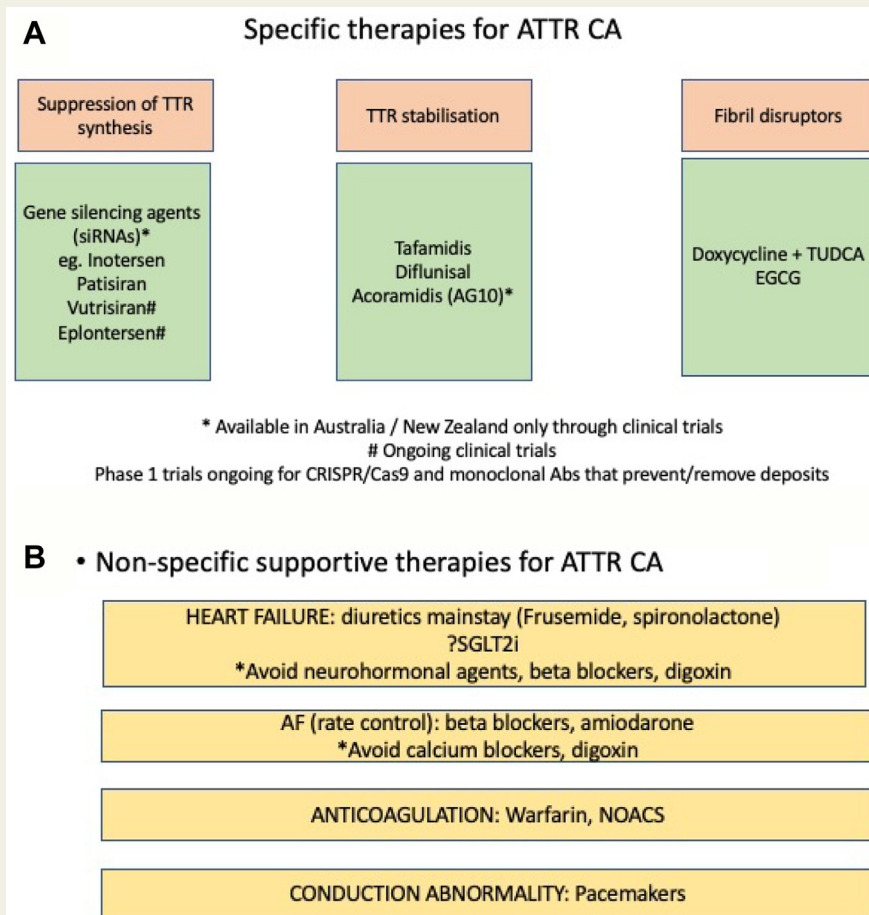 A
Specific therapies for ATTR CA
Suppression of TTR
synthesis
TTR stabilisation
Fibril disruptors
Gene silencing agents
(siRNAs)*
eg. Inotersen
Patisiran
Vutrisiran#
Eplontersen#
Tafamidis
Diflunisal
Acoramidis (AG10)*
Doxycycline + TUDCA
EGCG
* Available in Australia / New Zealand only through clinical trials
# Ongoing clinical trials
Phase 1 trials ongoing for CRISPR/Cas9 and monoclonal Abs that prevent/remove deposits
B
• Non-specific supportive therapies for ATTR CA
HEART FAILURE: diuretics mainstay (Frusemide, spironolactone)
?SGLT2i
*Avoid neurohormonal agents, beta blockers, digoxin
AF (rate control): beta blockers, amiodarone
*Avoid calcium blockers, digoxin
ANTICOAGULATION: Warfarin, NOACS
CONDUCTION ABNORMALITY: Pacemakers